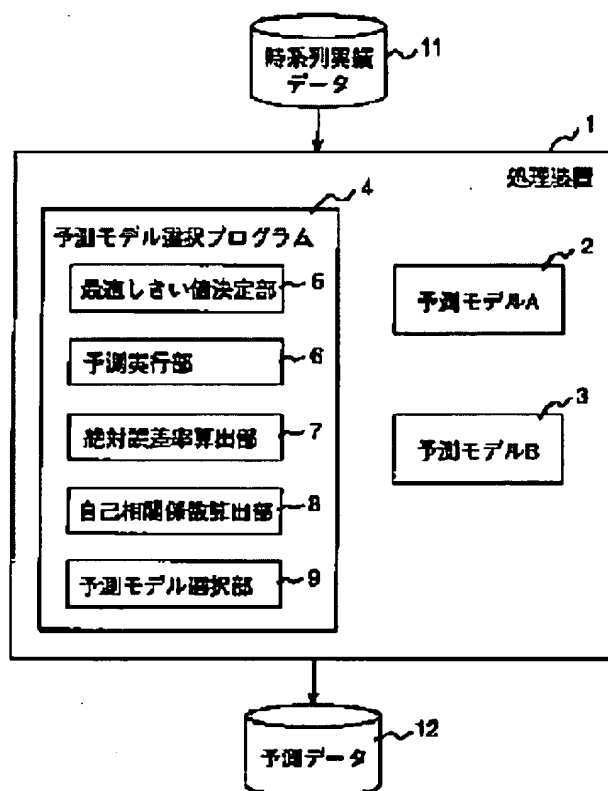 時系列実績
データ
11
1
処理装置
4
予測モデル選択プログラム
最適しきい値決定部
5
予測実行部
6
絶対誤差率算出部
7
自己相関係数算出部
8
予測モデル選択部
9
2
予測モデルA
3
予測モデルB
予測データ
12